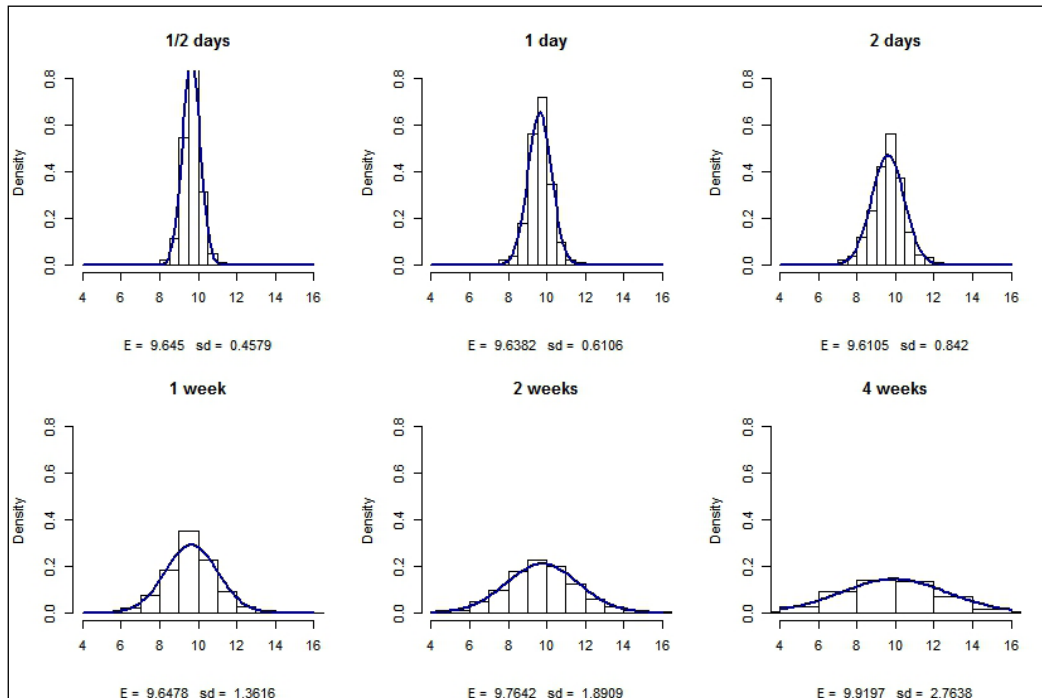 1/2 days
Density
0.0 0.2 0.4 0.6 0.8
4 6 8 10 12 14 16
E = 9.645 sd = 0.4579
1 day
Density
0.0 0.2 0.4 0.6 0.8
4 6 8 10 12 14 16
E = 9.6382 sd = 0.6106
2 days
Density
0.0 0.2 0.4 0.6 0.8
4 6 8 10 12 14 16
E = 9.6105 sd = 0.842
1 week
Density
0.0 0.2 0.4 0.6 0.8
4 6 8 10 12 14 16
E = 9.6478 sd = 1.3616
2 weeks
Density
0.0 0.2 0.4 0.6 0.8
4 6 8 10 12 14 16
E = 9.7642 sd = 1.8909
4 weeks
Density
0.0 0.2 0.4 0.6 0.8
4 6 8 10 12 14 16
E = 9.9197 sd = 2.7638